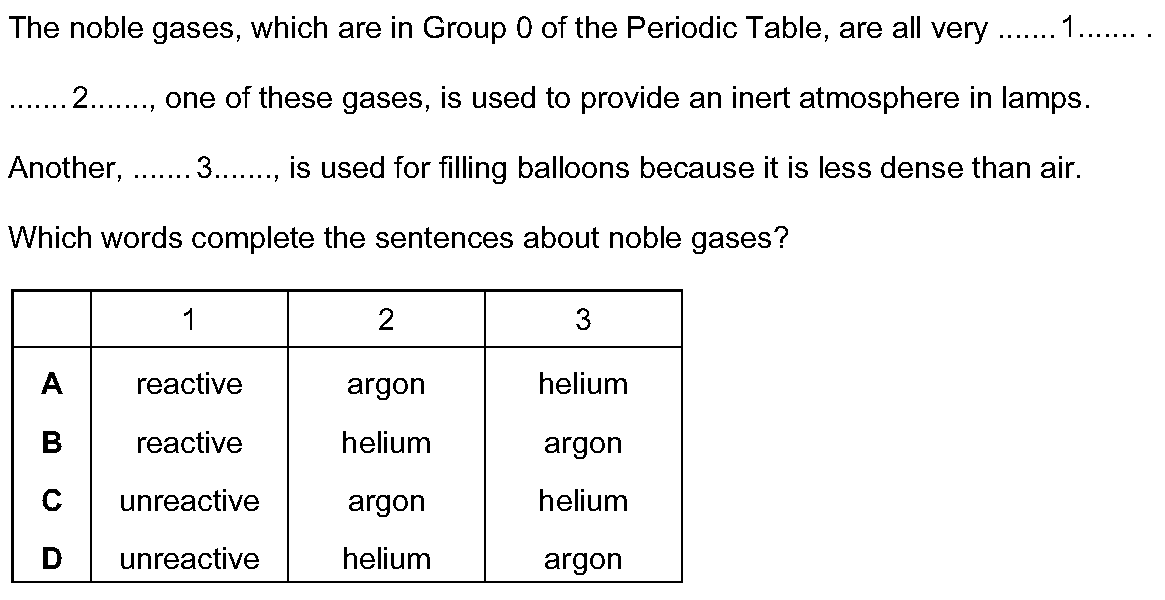 The noble gases, which are in Group 0 of the Periodic Table, are all very .......1....... .
.......2......., one of these gases, is used to provide an inert atmosphere in lamps.
Another, .......3......., is used for filling balloons because it is less dense than air.
Which words complete the sentences about noble gases?
1 2 3
A reactive argon helium
B reactive helium argon
C unreactive argon helium
D unreactive helium argon